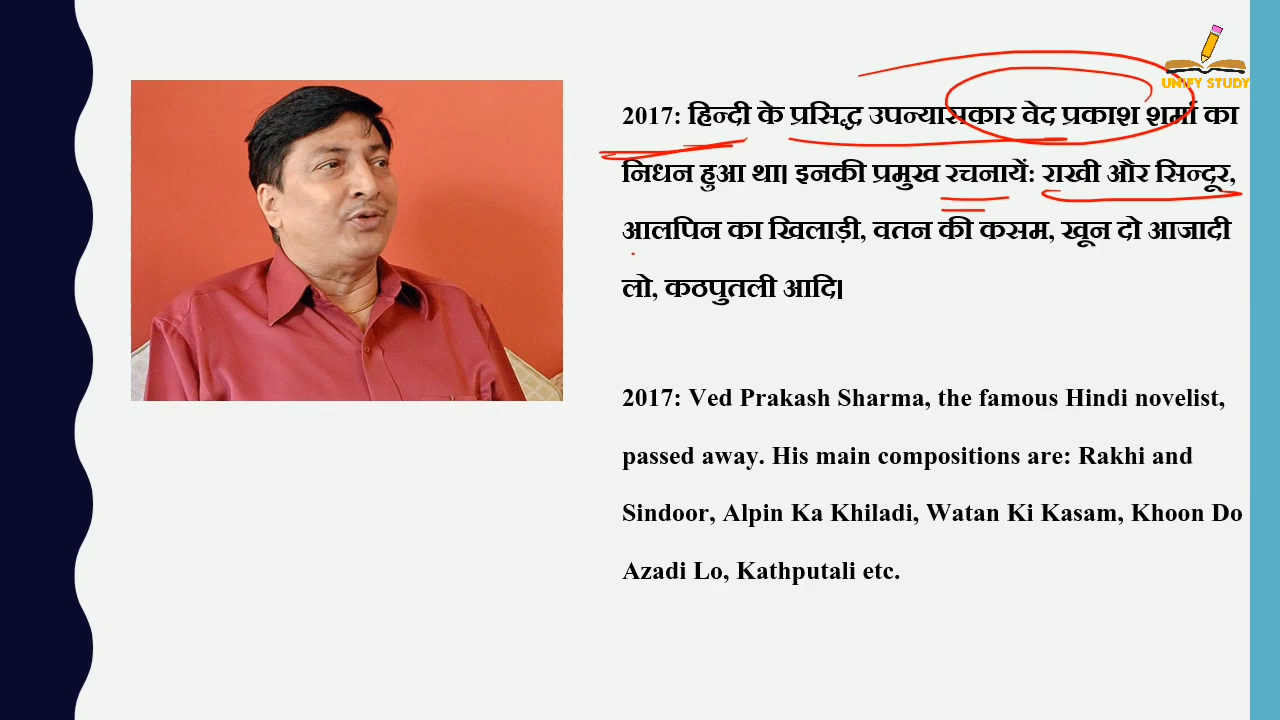 UNIFY STUDY
2017: हिन्दी के प्रसिद्ध उपन्यासकार वेद प्रकाश शर्मा का
निधन हुआ था। इनकी प्रमुख रचनायें: राखी और सिन्दूर,
आलपिन का खिलाड़ी, वतन की कसम, खून दो आजादी
लो, कठपुतली आदि।
2017: Ved Prakash Sharma, the famous Hindi novelist,
passed away. His main compositions are: Rakhi and
Sindoor, Alpin Ka Khiladi, Watan Ki Kasam, Khoon Do
Azadi Lo, Kathputali etc.